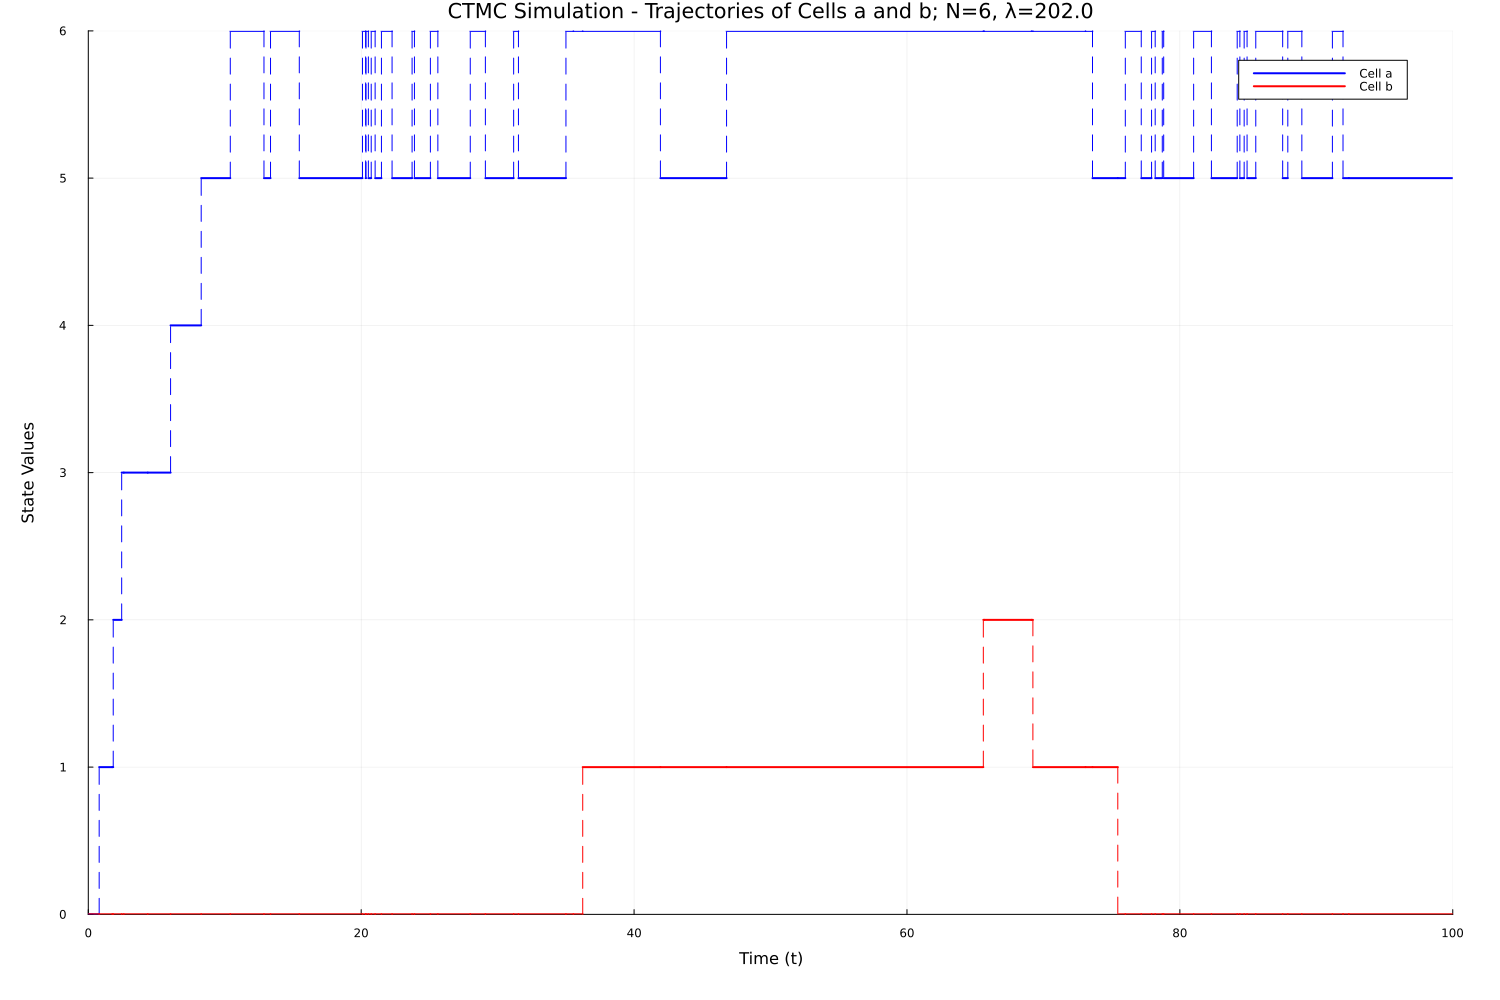 CTMC Simulation - Trajectories of Cells a and b; N=6, λ=202.0
6
5
4
3
2
1
0
State Values
Cell a
Cell b
0 20 40 60 80 100
Time (t)